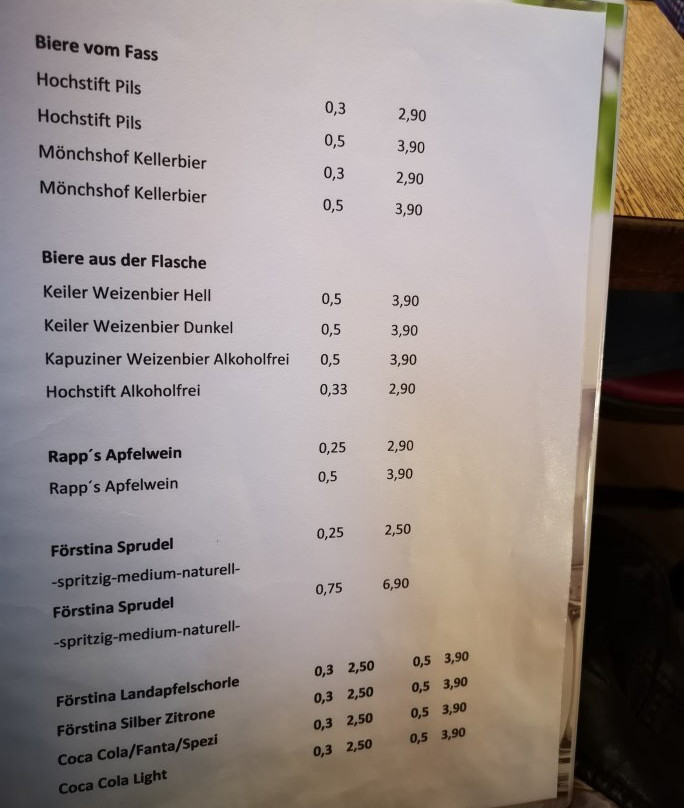 Biere vom Fass
Hochstift Pils 0,3 2,90
Hochstift Pils 0,5 3,90
Mönchshof Kellerbier 0,3 2,90
Mönchshof Kellerbier 0,5 3,90
Biere aus der Flasche
Keiler Weizenbier Hell 0,5 3,90
Keiler Weizenbier Dunkel 0,5 3,90
Kapuziner Weizenbier Alkoholfrei 0,5 3,90
Hochstift Alkoholfrei 0,33 2,90
Rapp´s Apfelwein 0,25 2,90
Rapp´s Apfelwein 0,5 3,90
Förstina Sprudel 0,25 2,50
-spritzig-medium-naturell-
Förstina Sprudel 0,75 6,90
-spritzig-medium-naturell-
Förstina Landapfelschorle 0,3 2,50 0,5 3,90
Förstina Silber Zitrone 0,3 2,50 0,5 3,90
Coca Cola/Fanta/Spezi 0,3 2,50 0,5 3,90
Coca Cola Light 0,3 2,50 0,5 3,90